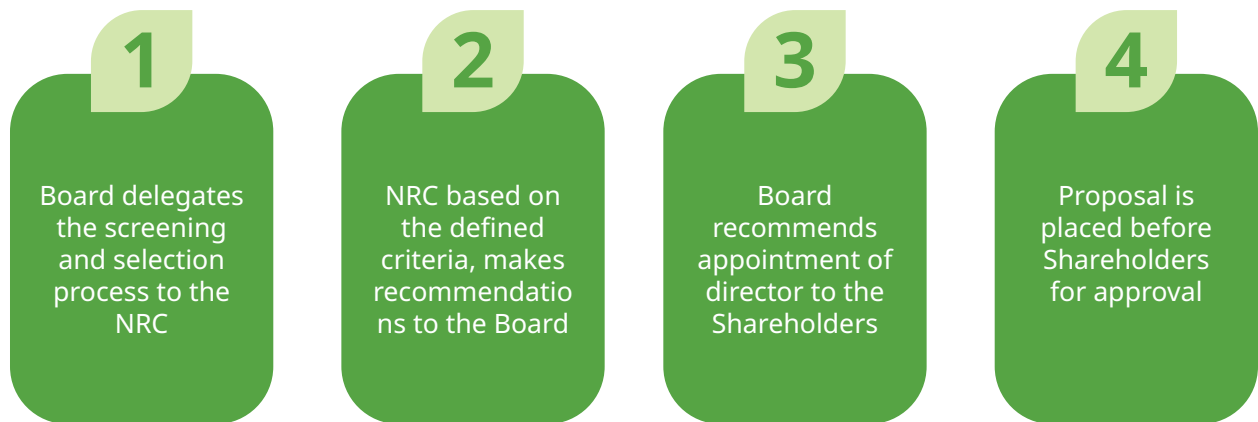 1
Board delegates
the screening
and selection
process to the
NRC
2
NRC based on
the defined
criteria, makes
recommendatio
ns to the Board
3
Board
recommends
appointment of
director to the
Shareholders
4
Proposal is
placed before
Shareholders
for approval